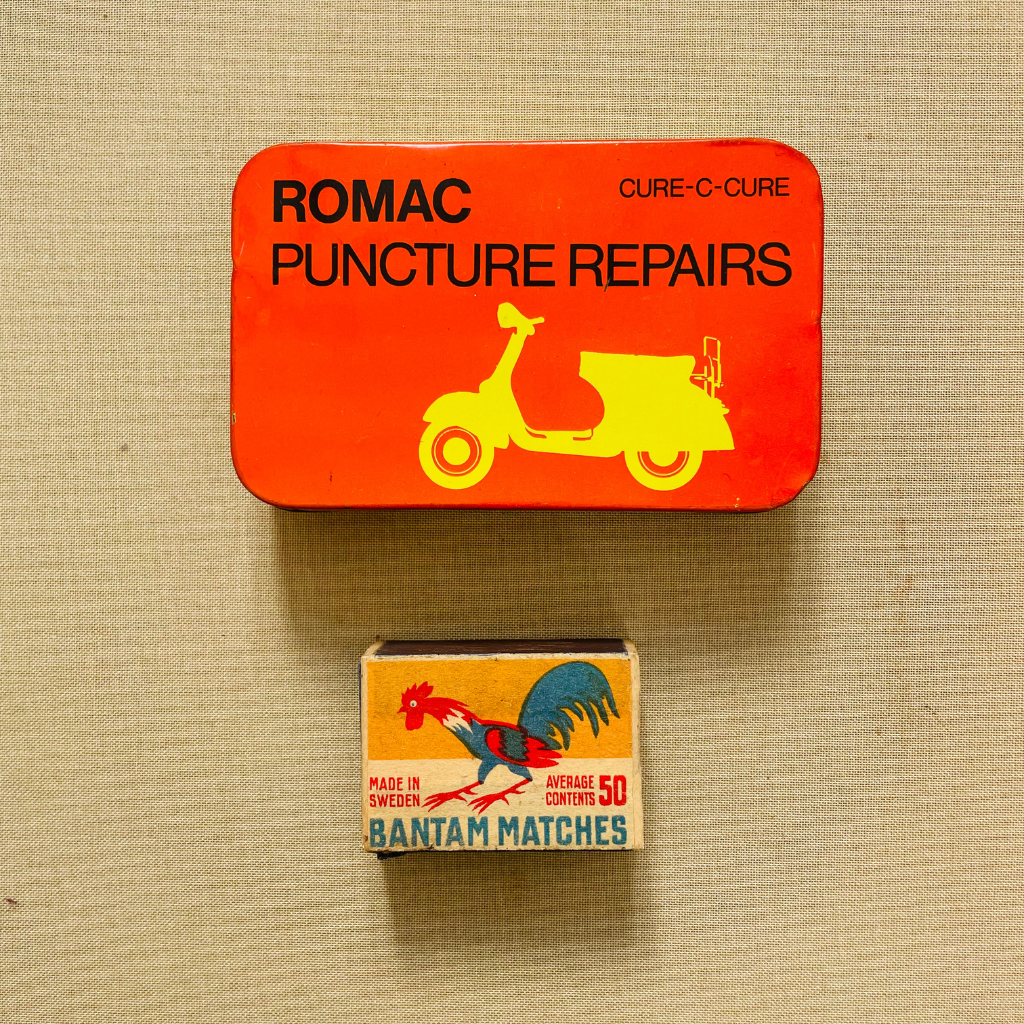 ROMAC
CURE-C-CURE
PUNCTURE REPAIRS
MADE IN
SWEDEN
AVERAGE
CONTENTS 50
BANTAM MATCHES